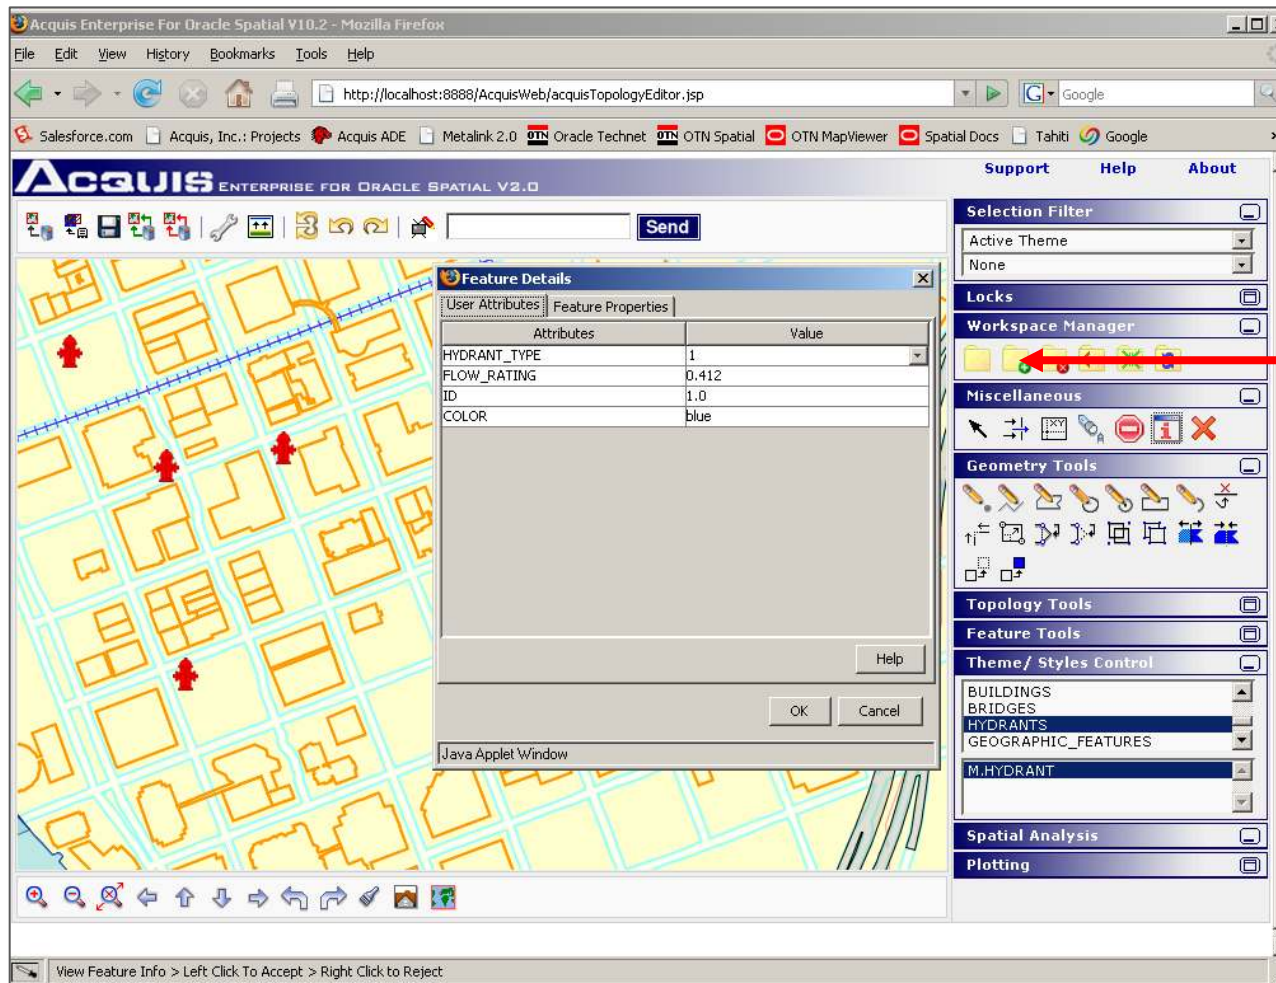 Acquis Enterprise For Oracle Spatial V10.2 - Mozilla Firefox
File Edit View History Bookmarks Tools Help
http://localhost:8888/AcquisWeb/acquisTopologyEditor.jsp
G Google
Salesforce.com Acquis, Inc.: Projects Acquis ADE Metalink 2.0 OTN Oracle Technet OTN OTN Spatial OTN MapViewer Spatial Docs Tahiti Google
ACQUIS ENTERPRISE FOR ORACLE SPATIAL V2.0
Support Help About
Send
Selection Filter
Active Theme
None
Locks
Workspace Manager
Miscellaneous
XY
A
i
Geometry Tools
Topology Tools
Feature Tools
Theme/ Styles Control
BUILDINGS
BRIDGES
HYDRANTS
GEOGRAPHIC_FEATURES
M.HYDRANT
Spatial Analysis
Plotting
Feature Details
User Attributes Feature Properties
Attributes Value
HYDRANT_TYPE 1
FLOW_RATING 0.412
ID 1.0
COLOR blue
Help
OK Cancel
Java Applet Window
View Feature Info > Left Click To Accept > Right Click to Reject